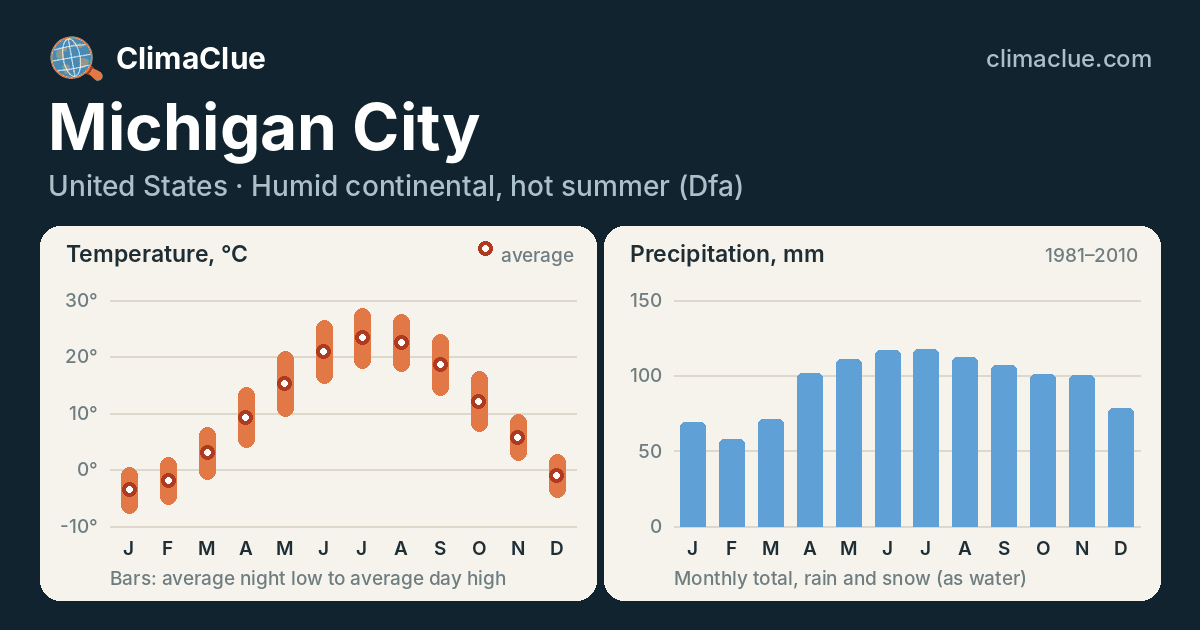 ClimaClue
climaclue.com
Michigan City
United States · Humid continental, hot summer (Dfa)
Temperature, °C
average
30°
20°
10°
0°
-10°
J F M A M J J A S O N D
Bars: average night low to average day high
Precipitation, mm
1981–2010
150
100
50
0
J F M A M J J A S O N D
Monthly total, rain and snow (as water)